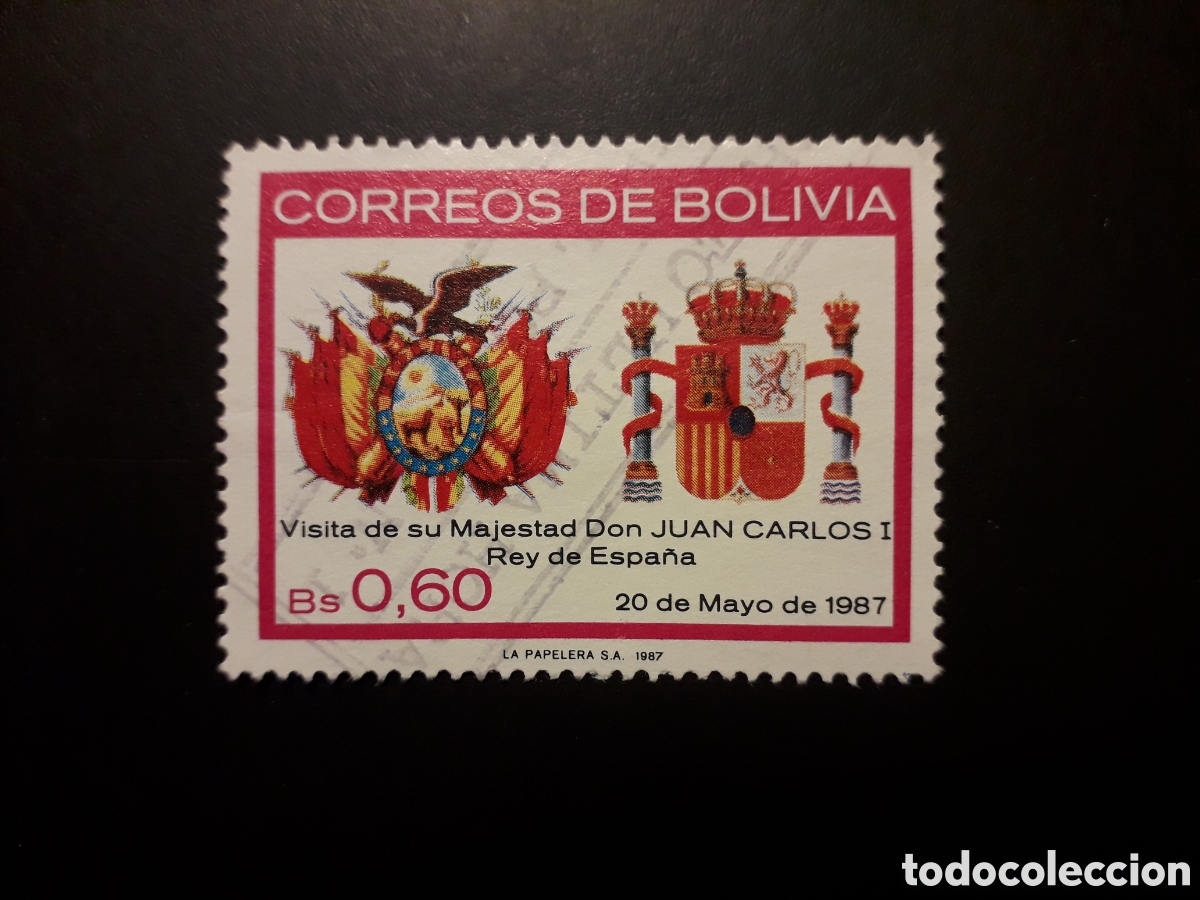 CORREOS DE BOLIVIA
Visita de su Majestad Don JUAN CARLOS I
Rey de España
Bs 0,60
20 de Mayo de 1987
LA PAPELERA S.A. 1987
todocoleccion